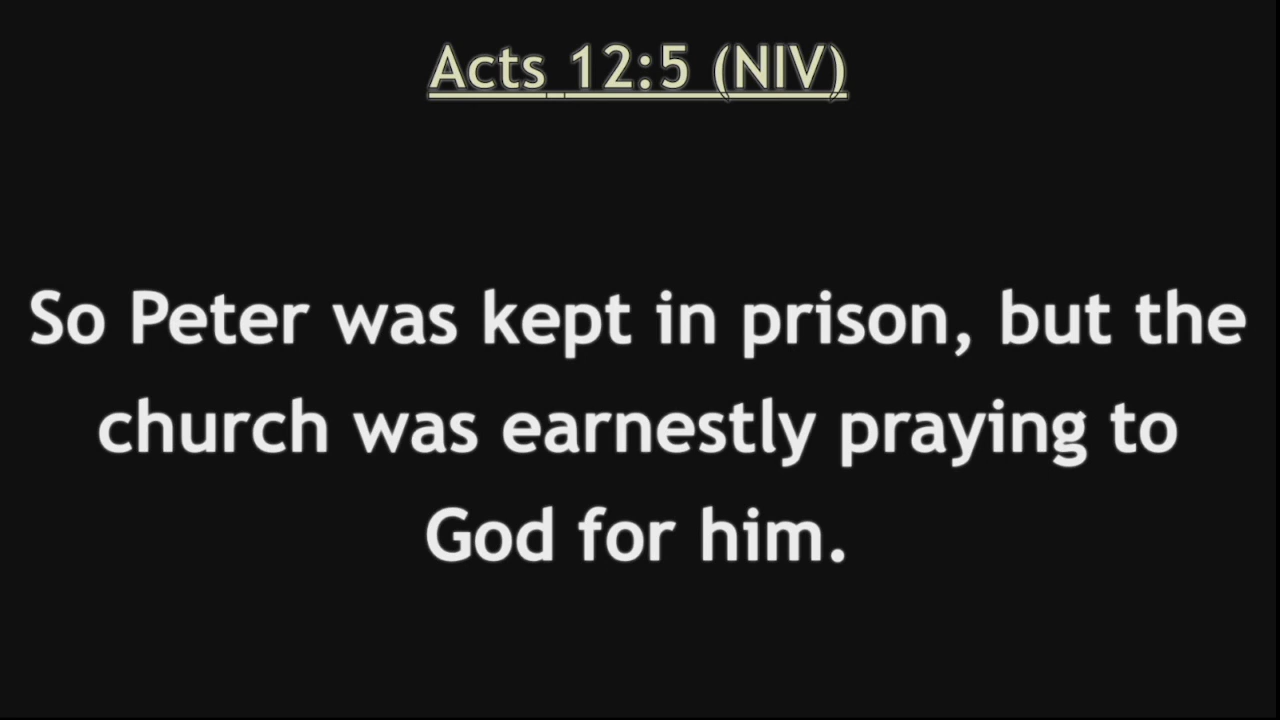 Acts 12:5 (NIV)
So Peter was kept in prison, but the
church was earnestly praying to
God for him.